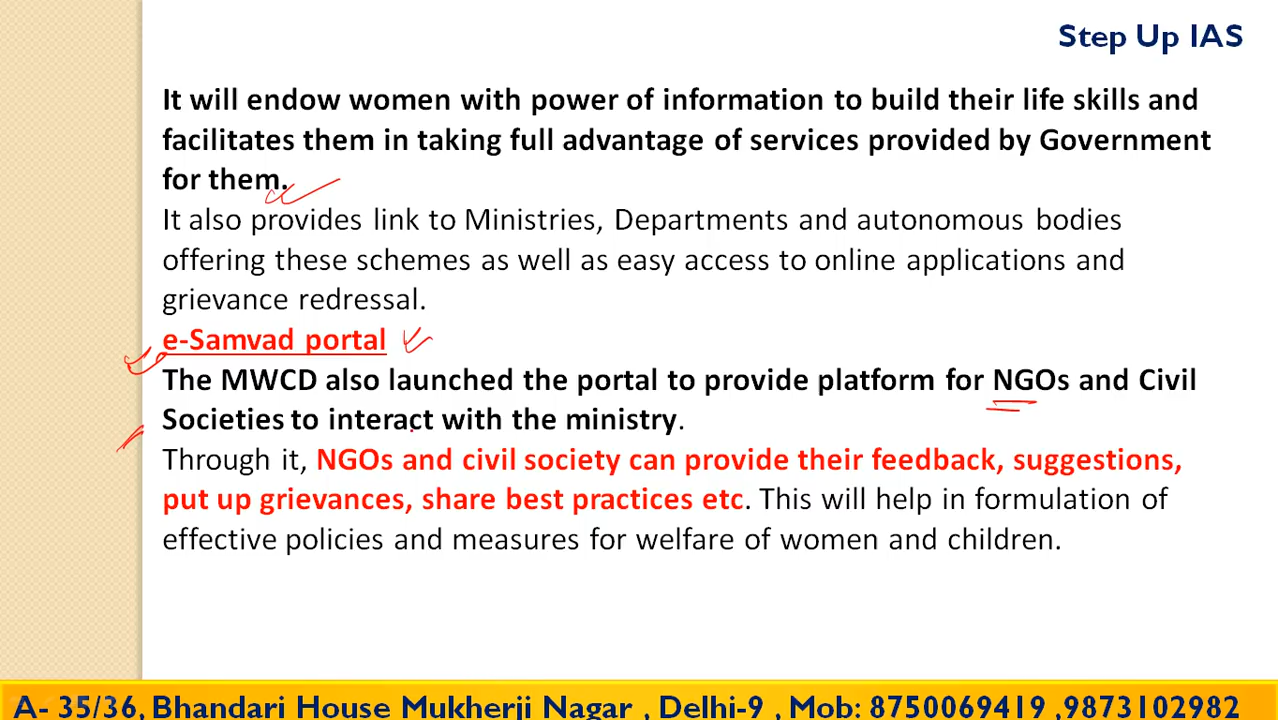 Step Up IAS
It will endow women with power of information to build their life skills and
facilitates them in taking full advantage of services provided by Government
for them.
It also provides link to Ministries, Departments and autonomous bodies
offering these schemes as well as easy access to online applications and
grievance redressal.
e-Samvad portal
The MWCD also launched the portal to provide platform for NGOs and Civil
Societies to interact with the ministry.
Through it, NGOs and civil society can provide their feedback, suggestions,
put up grievances, share best practices etc. This will help in formulation of
effective policies and measures for welfare of women and children.
A- 35/36, Bhandari House Mukherji Nagar , Delhi-9 , Mob: 8750069419 ,9873102982